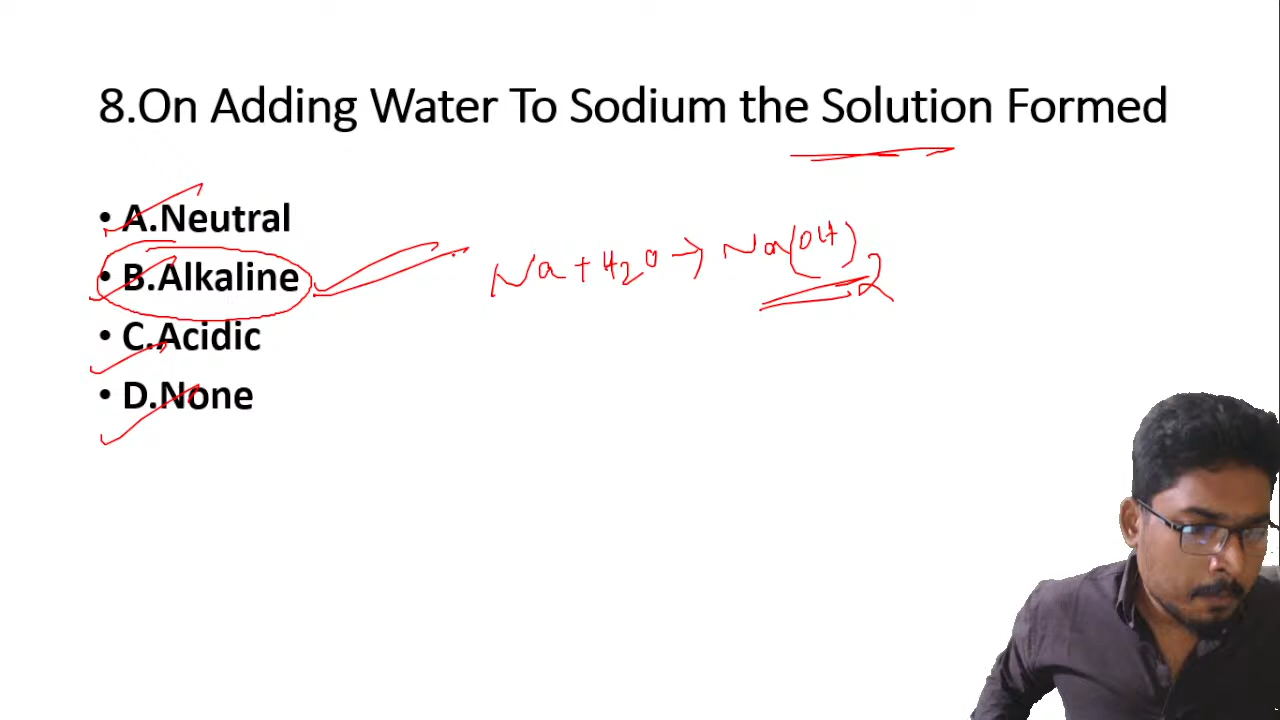 8.On Adding Water To Sodium the Solution Formed
• A.Neutral
• B.Alkaline
Na + H2O → Na(OH)2
• C.Acidic
• D.None